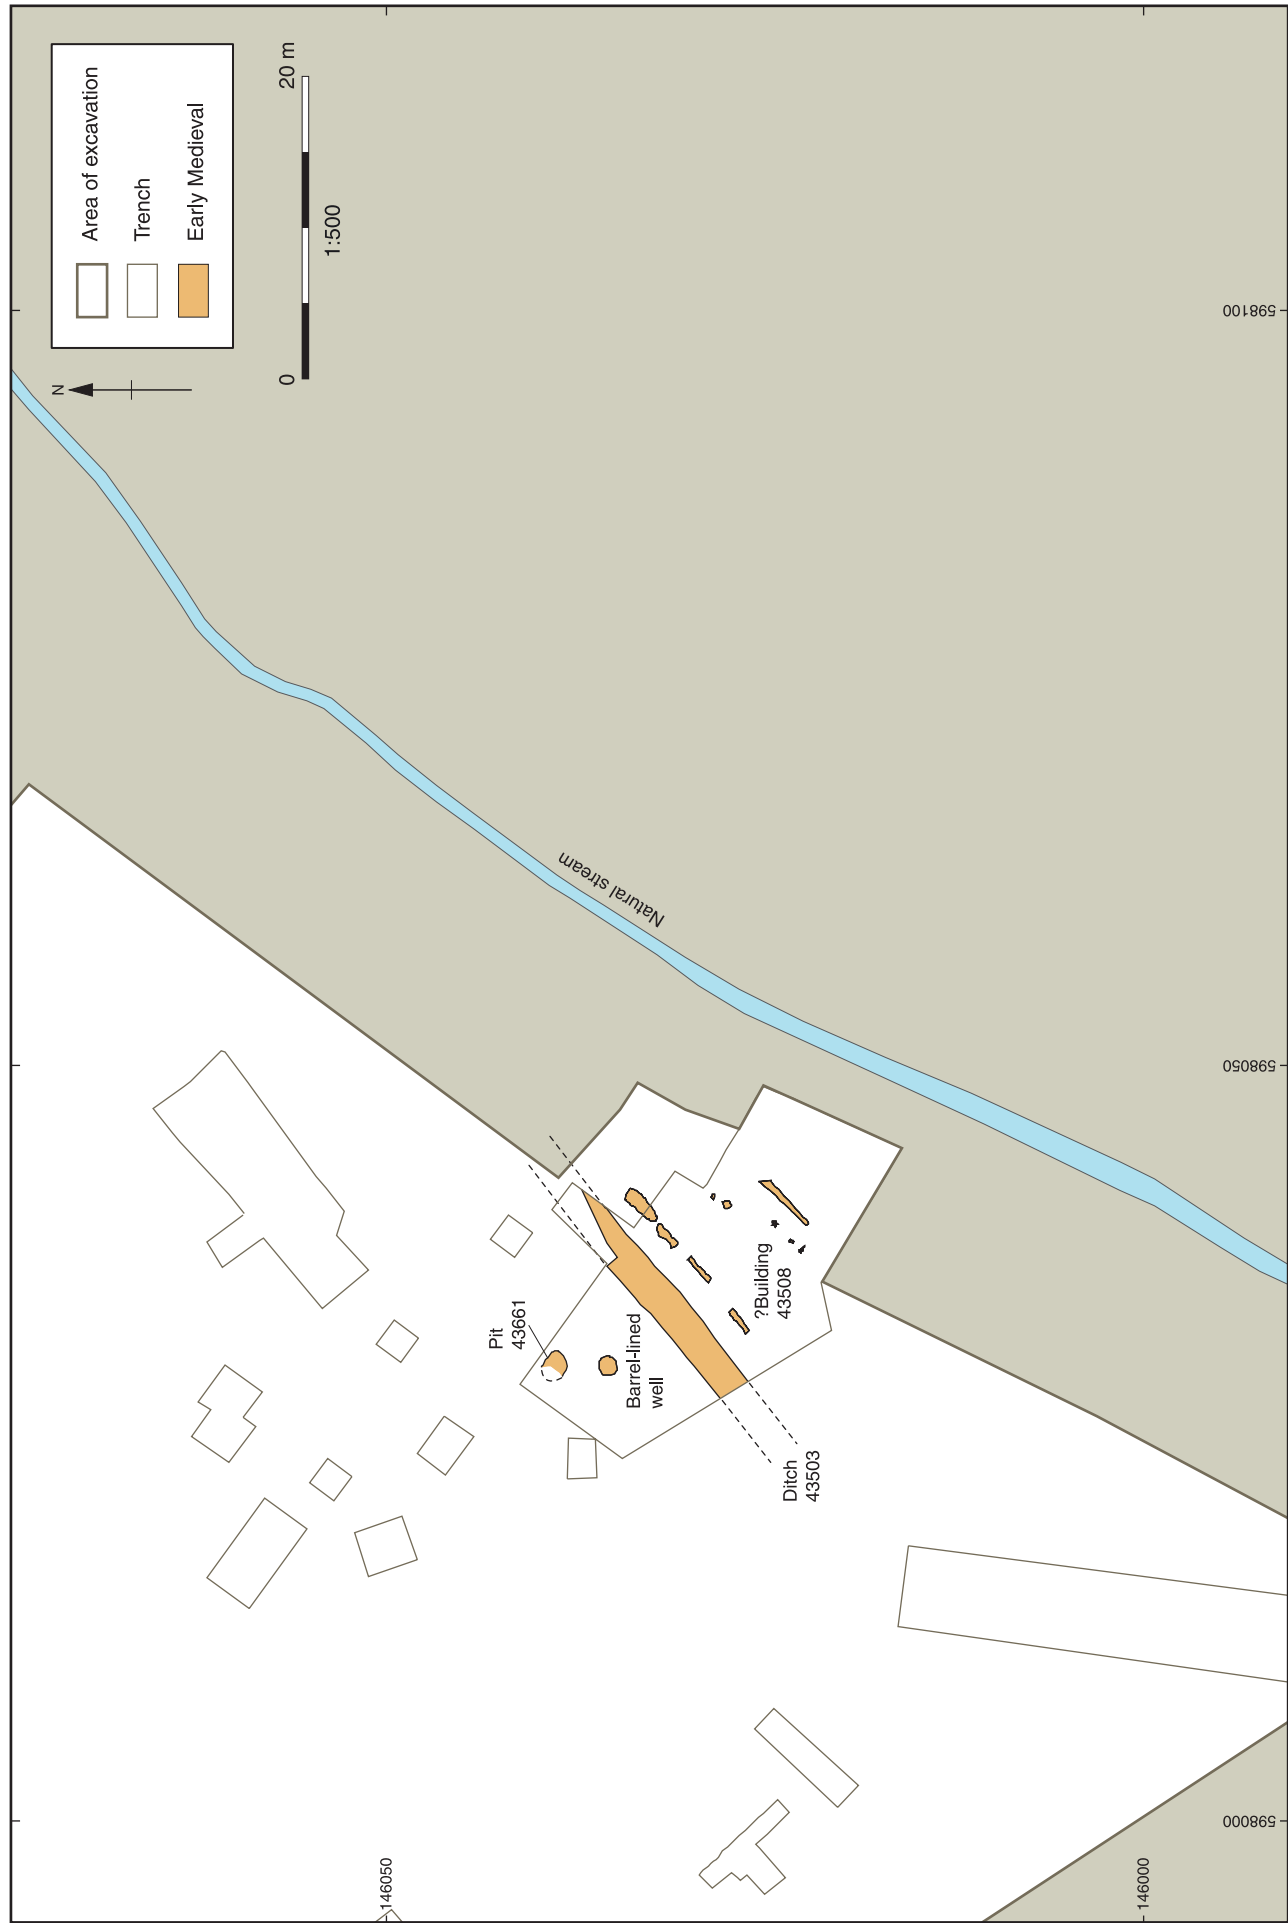 Area of excavation
Trench
Early Medieval
N
0
20 m
1:500
Natural stream
Pit
43661
Barrel-lined
well
?Building
43508
Ditch
43503
598100
598050
598000
146050
146000